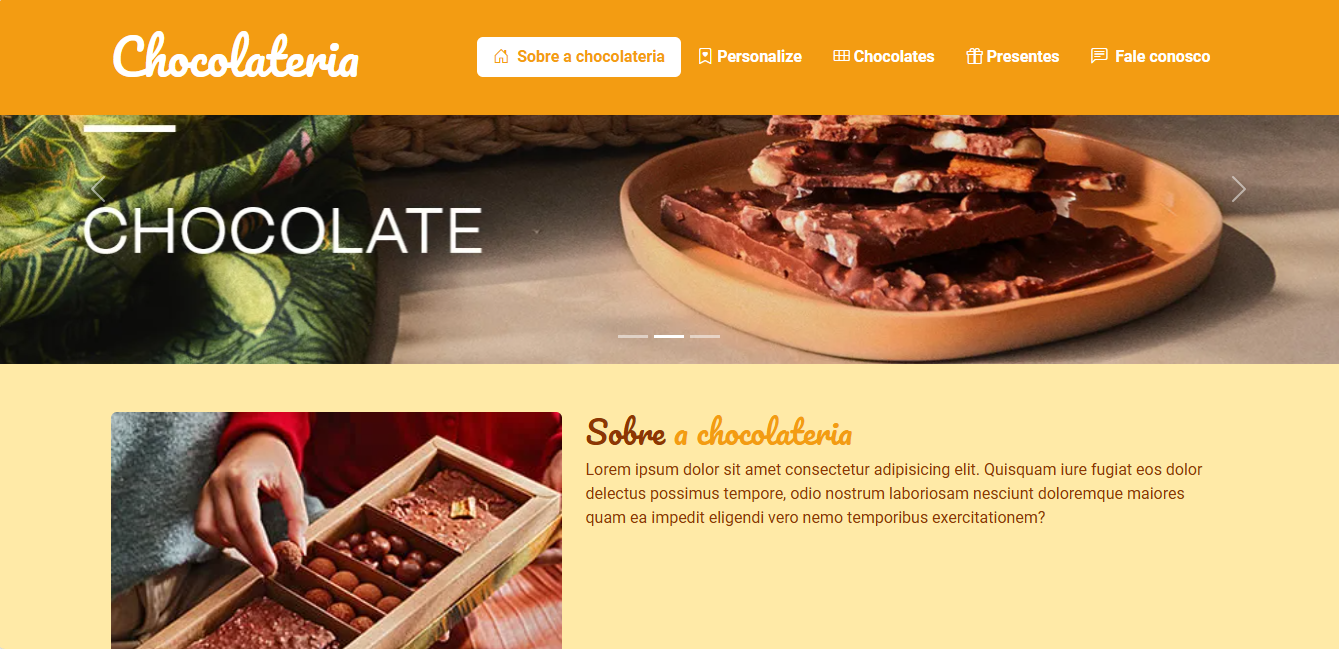 Chocolateria
Sobre a chocolateria Personalize Chocolates Presentes Fale conosco
CHOCOLATE
Sobre a chocolateria
Lorem ipsum dolor sit amet consectetur adipisicing elit. Quisquam iure fugiat eos dolor
delectus possimus tempore, odio nostrum laboriosam nesciunt doloremque maiores
quam ea impedit eligendi vero nemo temporibus exercitationem?